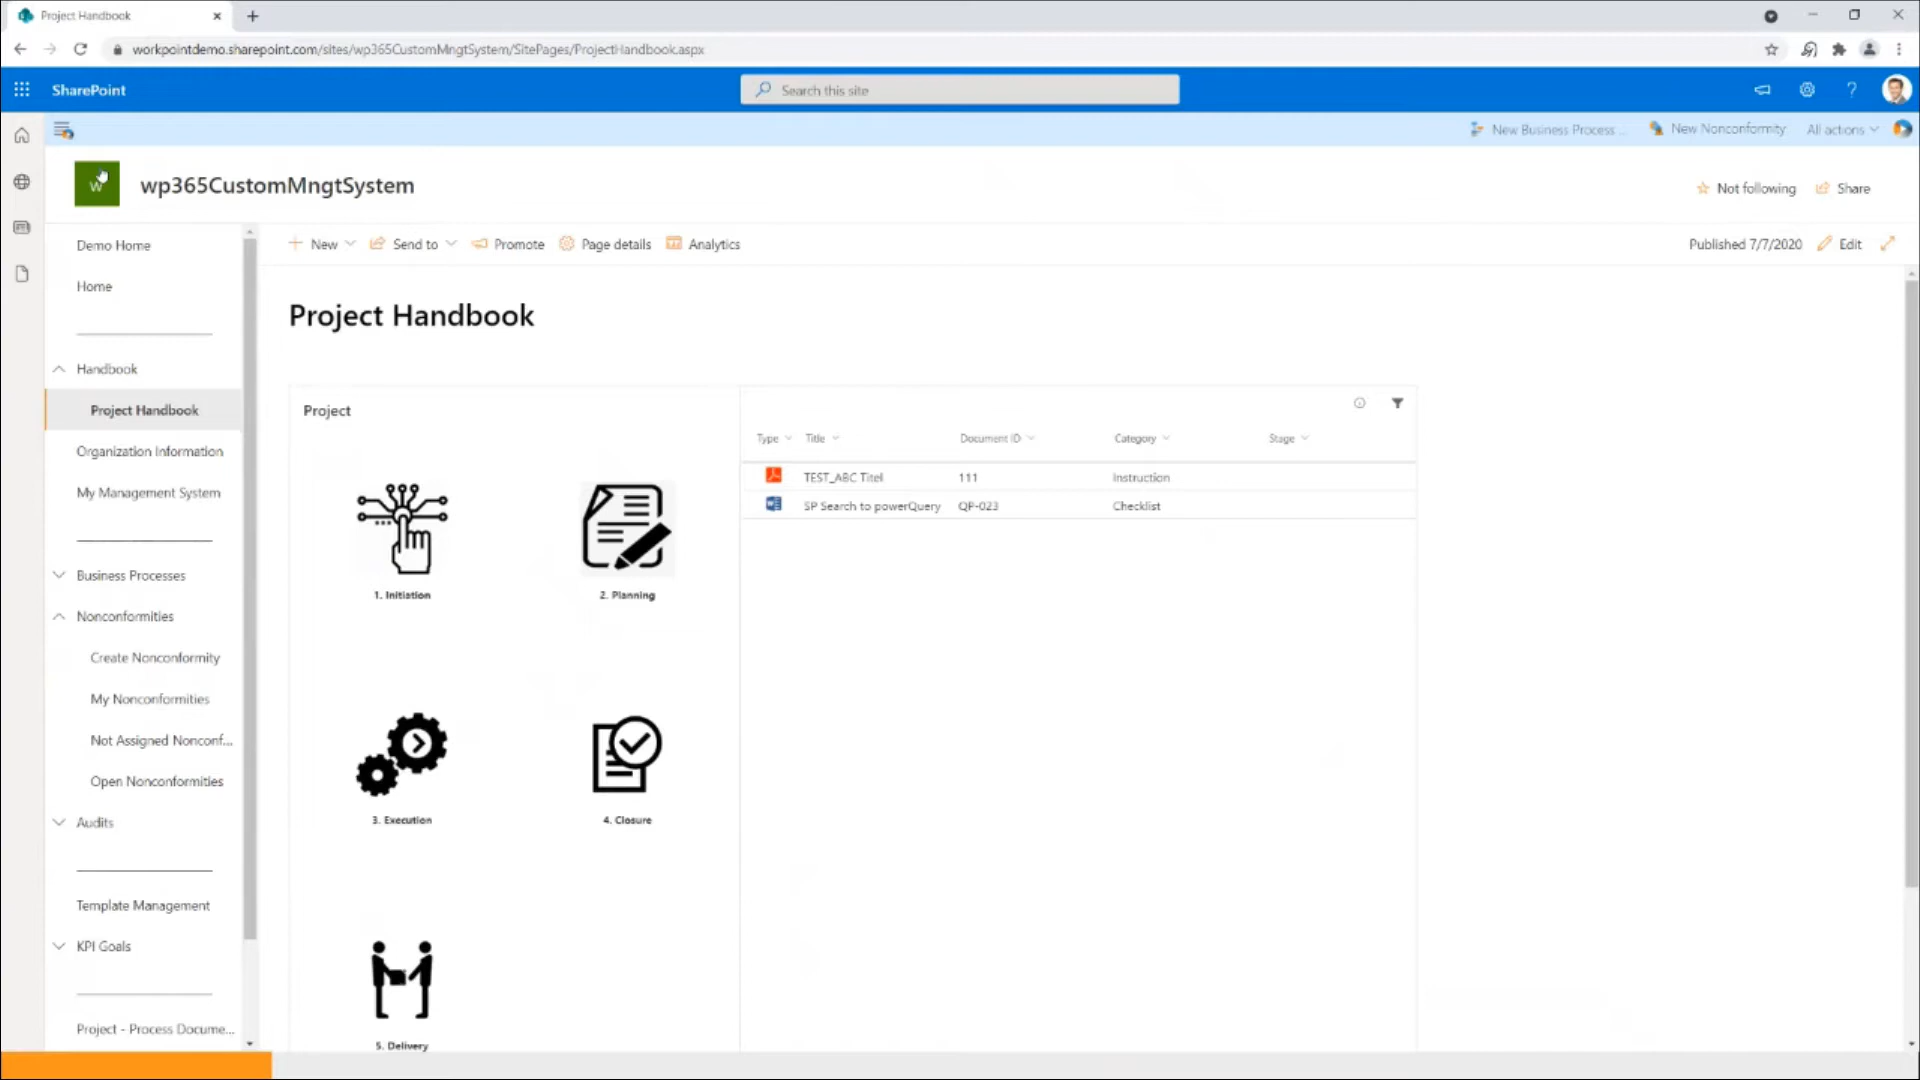 Project Handbook
workpointdemo.sharepoint.com/sites/wp365CustomMngtSystem/SitePages/ProjectHandbook.aspx
SharePoint
Search this site
New Business Process ...
New Nonconformity
All actions
W
wp365CustomMngtSystem
Not following
Share
Demo Home
Home
Handbook
Project Handbook
Organization Information
My Management System
Business Processes
Nonconformities
Create Nonconformity
My Nonconformities
Not Assigned Nonconf...
Open Nonconformities
Audits
Template Management
KPI Goals
Project - Process Docume...
New
Send to
Promote
Page details
Analytics
Published 7/7/2020
Edit
Project Handbook
Project
1. Initiation
2. Planning
3. Execution
4. Closure
5. Delivery
Type Title Document ID Category Stage
TEST_ABC Titel 111 Instruction
SP Search to powerQuery QP-023 Checklist